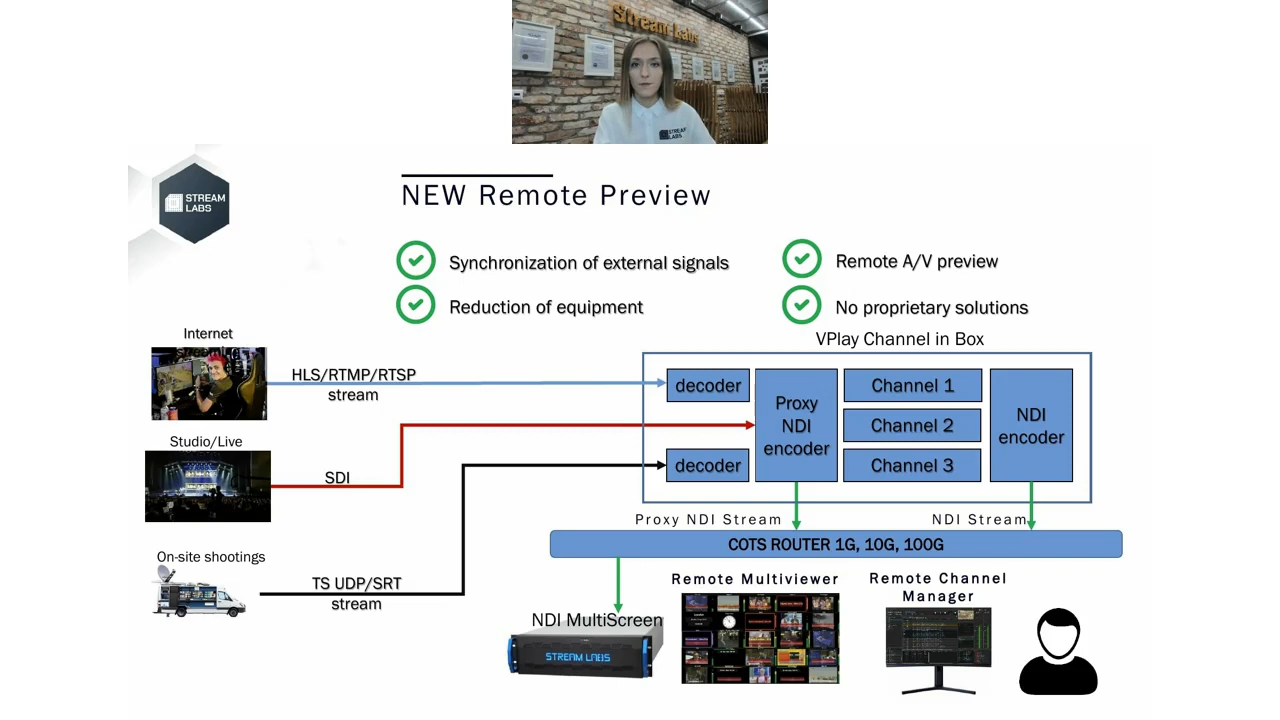 Stream Labs
STREAM
LABS
STREAM
LABS
NEW Remote Preview
Synchronization of external signals
Remote A/V preview
Reduction of equipment
No proprietary solutions
VPlay Channel in Box
Internet
HLS/RTMP/RTSP
stream
decoder
Proxy
NDI
encoder
Channel 1
Channel 2
Channel 3
NDI
encoder
Studio/Live
SDI
decoder
Proxy NDI Stream
NDI Stream
COTS ROUTER 1G, 10G, 100G
On-site shootings
TS UDP/SRT
stream
NDI MultiScreen
STREAM LABS
Remote Multiviewer
Remote Channel
Manager